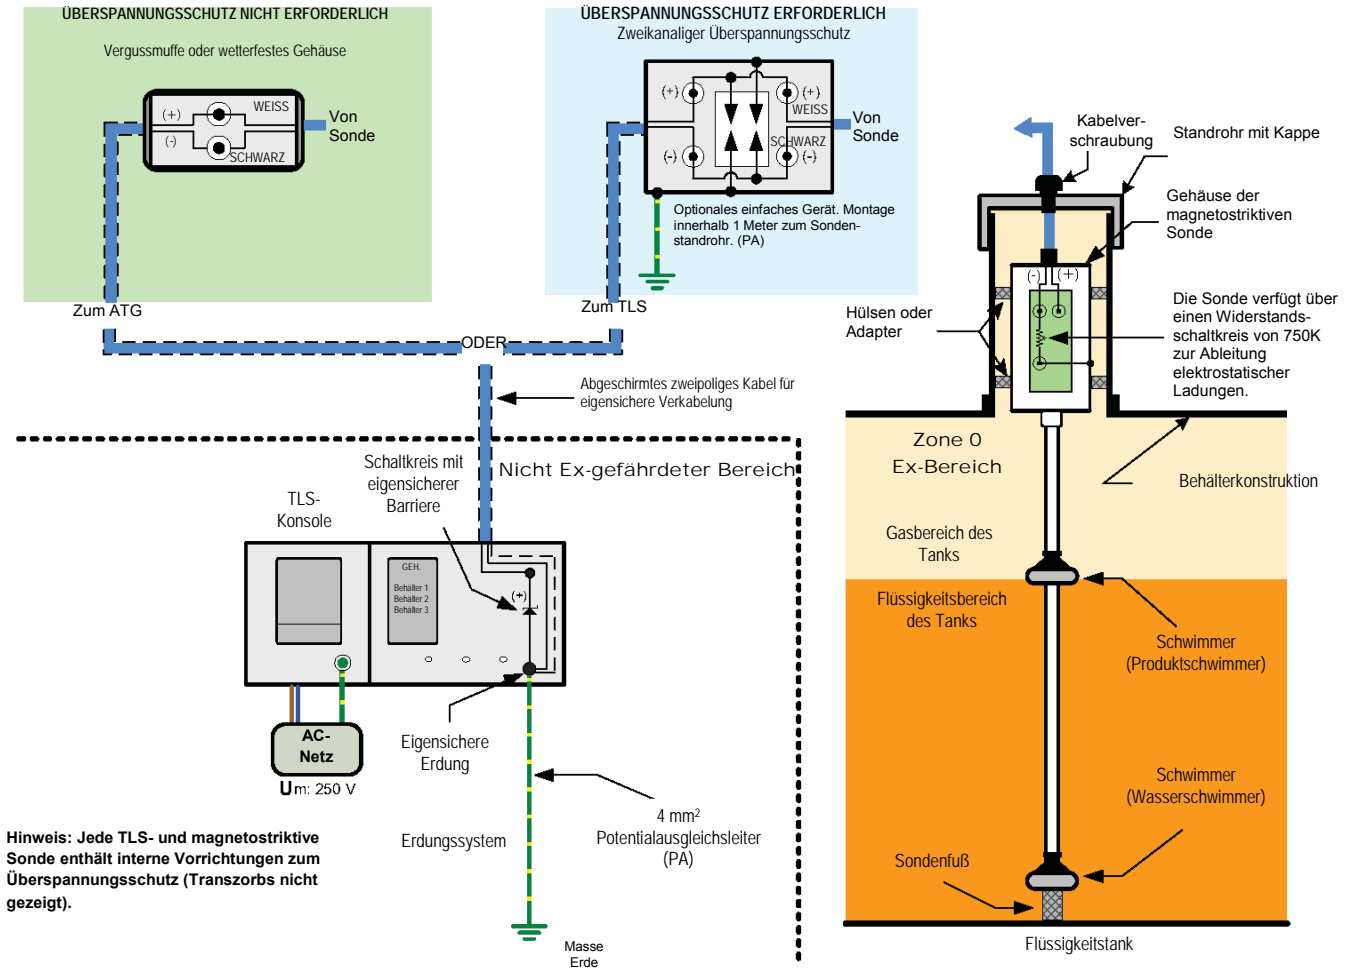 ÜBERSPANNUNGSSCHUTZ NICHT ERFORDERLICH
Vergussmuffe oder wetterfestes Gehäuse
(+)
WEISS
(-)
SCHWARZ
Von
Sonde
Zum ATG
ÜBERSPANNUNGSSCHUTZ ERFORDERLICH
Zweikanaliger Überspannungsschutz
(+)
(+)
WEISS
SCHWARZ
(-)
(-)
Von
Sonde
Optionales einfaches Gerät. Montage
innerhalb 1 Meter zum Sonden-
standrohr. (PA)
Zum TLS
ODER
Abgeschirmtes zweipoliges Kabel für
eigensichere Verkabelung
Kabelver-
schraubung
Standrohr mit Kappe
Gehäuse der
magnetostriktiven
Sonde
(-)
(+)
Hülsen oder
Adapter
Die Sonde verfügt über
einen Widerstands-
schaltkreis von 750K
zur Ableitung
elektrostatischer
Ladungen.
Zone 0
Ex-Bereich
Behälterkonstruktion
Gasbereich des
Tanks
Flüssigkeitsbereich
des Tanks
Schwimmer
(Produktschwimmer)
Schwimmer
(Wasserschwimmer)
Sondenfuß
Flüssigkeitstank
Nicht Ex-gefährdeter Bereich
Schaltkreis mit
eigensicherer
Barriere
TLS-
Konsole
GEH.
Behälter 1
Behälter 2
Behälter 3
(+)
AC-
Netz
Um: 250 V
Eigensichere
Erdung
Erdungssystem
4 mm²
Potentialausgleichsleiter
(PA)
Masse
Erde
Hinweis: Jede TLS- und magnetostriktive
Sonde enthält interne Vorrichtungen zum
Überspannungsschutz (Transzorbs nicht
gezeigt).